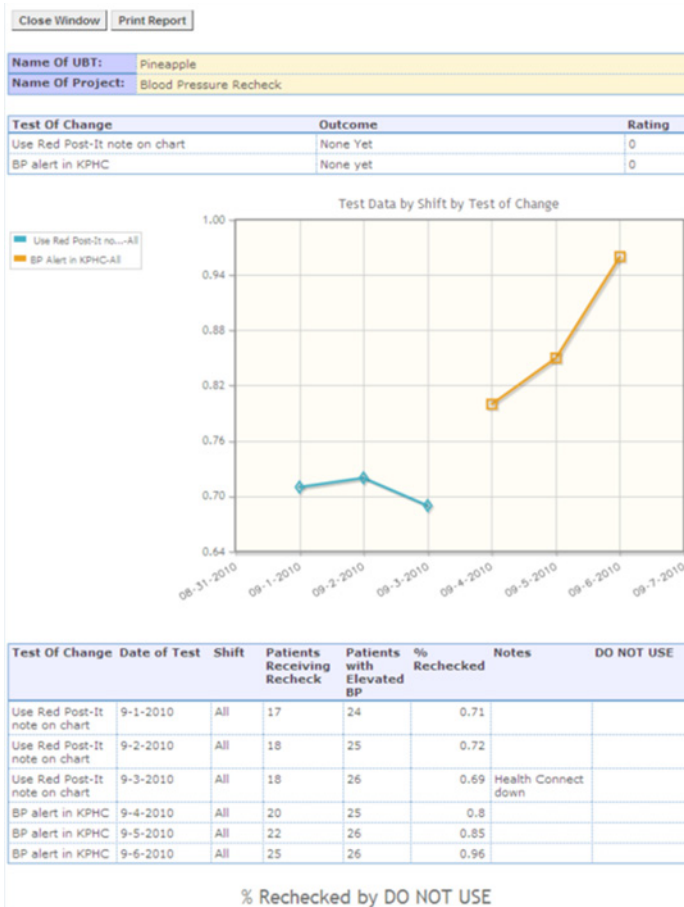 Close Window Print Report
Name Of UBT: Pineapple
Name Of Project: Blood Pressure Recheck
Test Of Change Outcome Rating
Use Red Post-It note on chart None Yet 0
BP alert in KPHC None yet 0
Test Data by Shift by Test of Change
Use Red Post-It no...-All
BP Alert in KPHC-All
1.00
0.94
0.88
0.82
0.76
0.70
0.64
08-31-2010 09-1-2010 09-2-2010 09-3-2010 09-4-2010 09-5-2010 09-6-2010 09-7-2010
Test Of Change Date of Test Shift Patients Receiving Recheck Patients with Elevated BP % Rechecked Notes DO NOT USE
Use Red Post-It note on chart 9-1-2010 All 17 24 0.71
Use Red Post-It note on chart 9-2-2010 All 18 25 0.72
Use Red Post-It note on chart 9-3-2010 All 18 26 0.69 Health Connect down
BP alert in KPHC 9-4-2010 All 20 25 0.8
BP alert in KPHC 9-5-2010 All 22 26 0.85
BP alert in KPHC 9-6-2010 All 25 26 0.96
% Rechecked by DO NOT USE